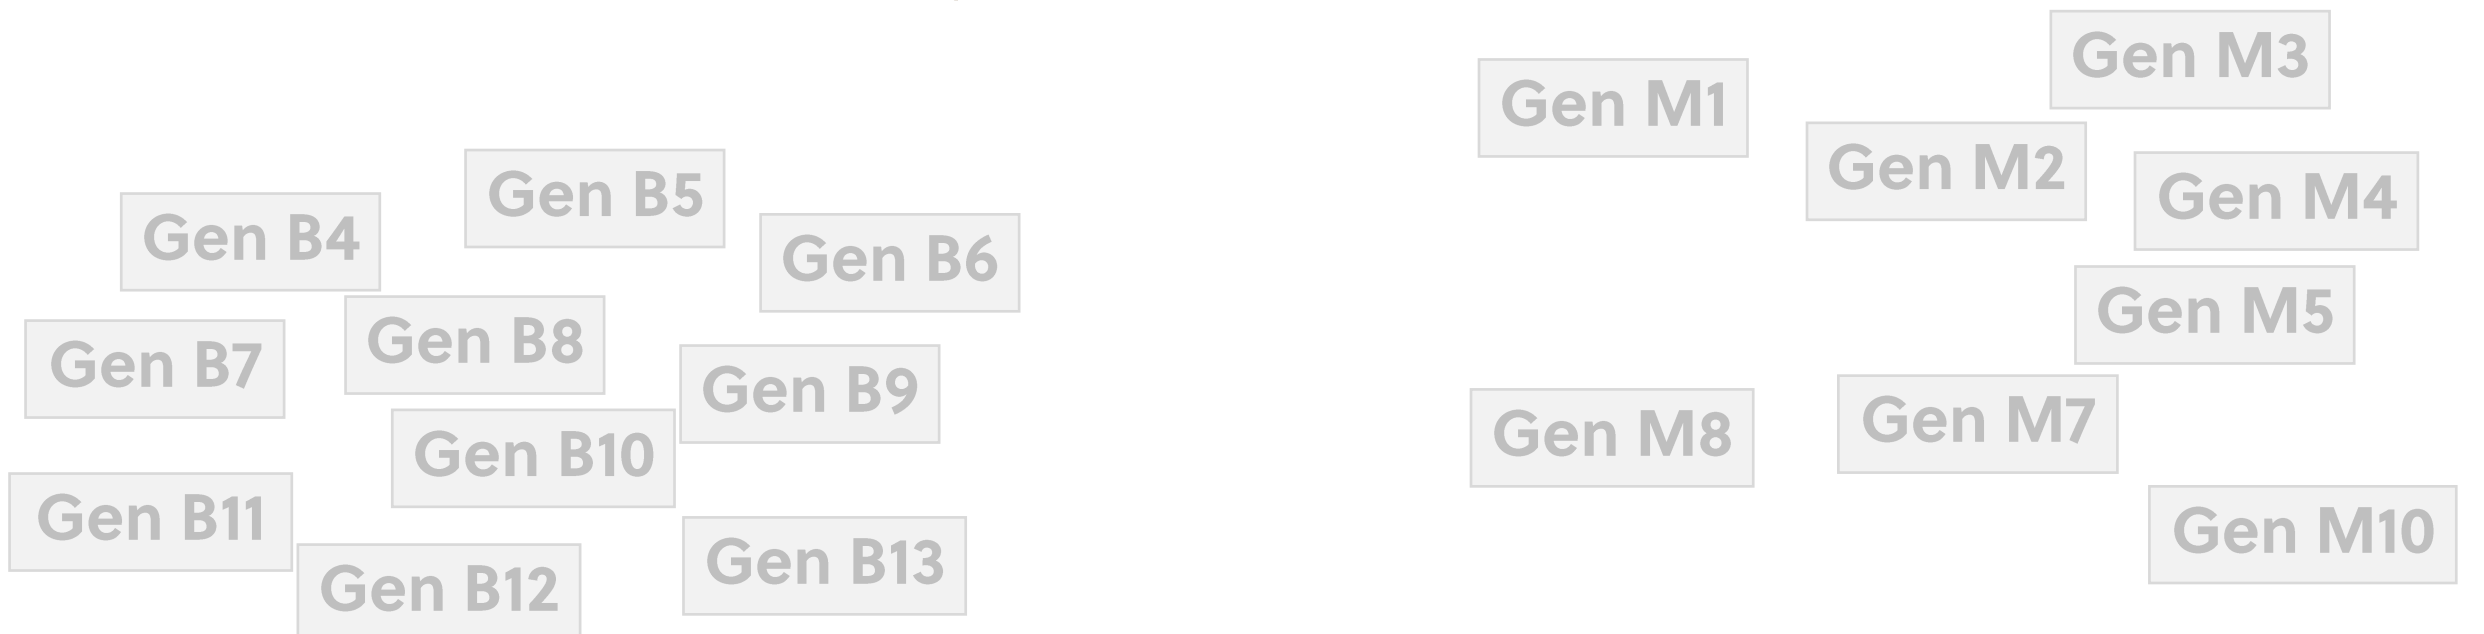 Gen B4
Gen B5
Gen B6
Gen B7
Gen B8
Gen B9
Gen B10
Gen B11
Gen B12
Gen B13
Gen M1
Gen M2
Gen M3
Gen M4
Gen M5
Gen M7
Gen M8
Gen M10